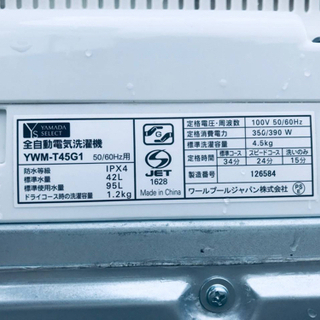 YS YAMADA SELECT
全自動電気洗濯機
YWM-T45G1 50/60Hz用
防水等級 IPX4
標準水量 42L
標準使用水量 95L
ドライコース時の洗濯容量 1.2kg
G
S
JET
1628
Made in China
定格電圧・周波数 100V 50/60Hz
定格消費電力 350/390 W
標準洗濯容量 4.5kg
定格時間 標準コース スピードコース 洗いのみ
34分 24分 15分
製造番号 126584
ワールプールジャパン株式会社